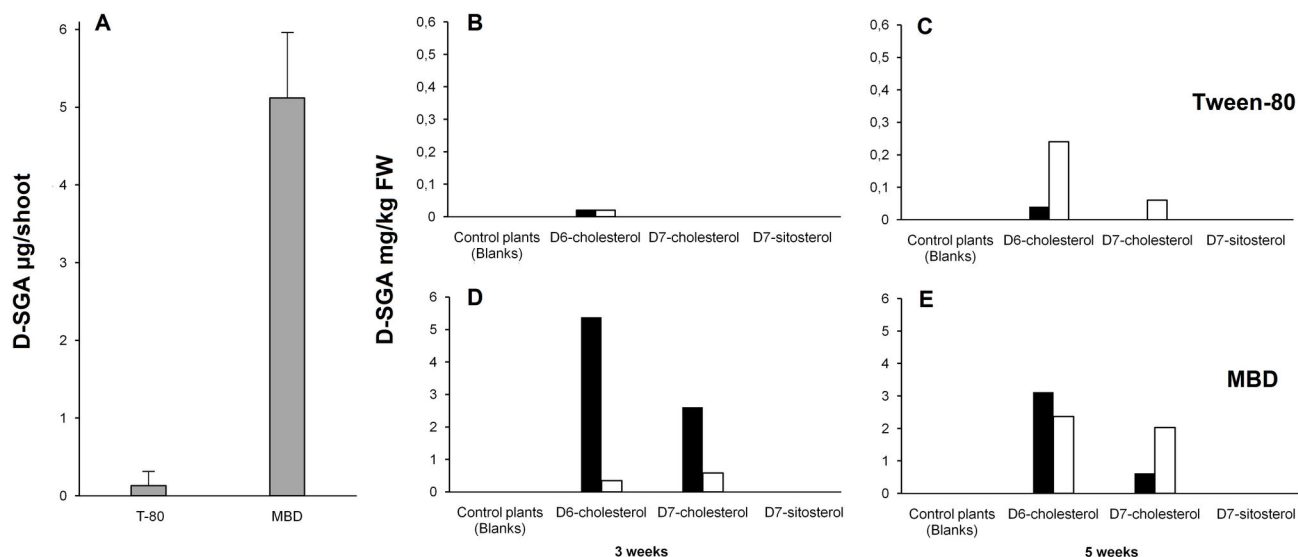 A
D-SGA µg/shoot
6
5
4
3
2
1
0
T-80
MBD
D-SGA mg/kg FW
B
0,6
0,5
0,4
0,3
0,2
0,1
0
Control plants
(Blanks)
D6-cholesterol
D7-cholesterol
D7-sitosterol
C
Tween-80
0,6
0,5
0,4
0,3
0,2
0,1
0
Control plants
(Blanks)
D6-cholesterol
D7-cholesterol
D7-sitosterol
D
6
5
4
3
2
1
0
Control plants
(Blanks)
D6-cholesterol
D7-cholesterol
D7-sitosterol
3 weeks
E
MBD
6
5
4
3
2
1
0
Control plants
(Blanks)
D6-cholesterol
D7-cholesterol
D7-sitosterol
5 weeks